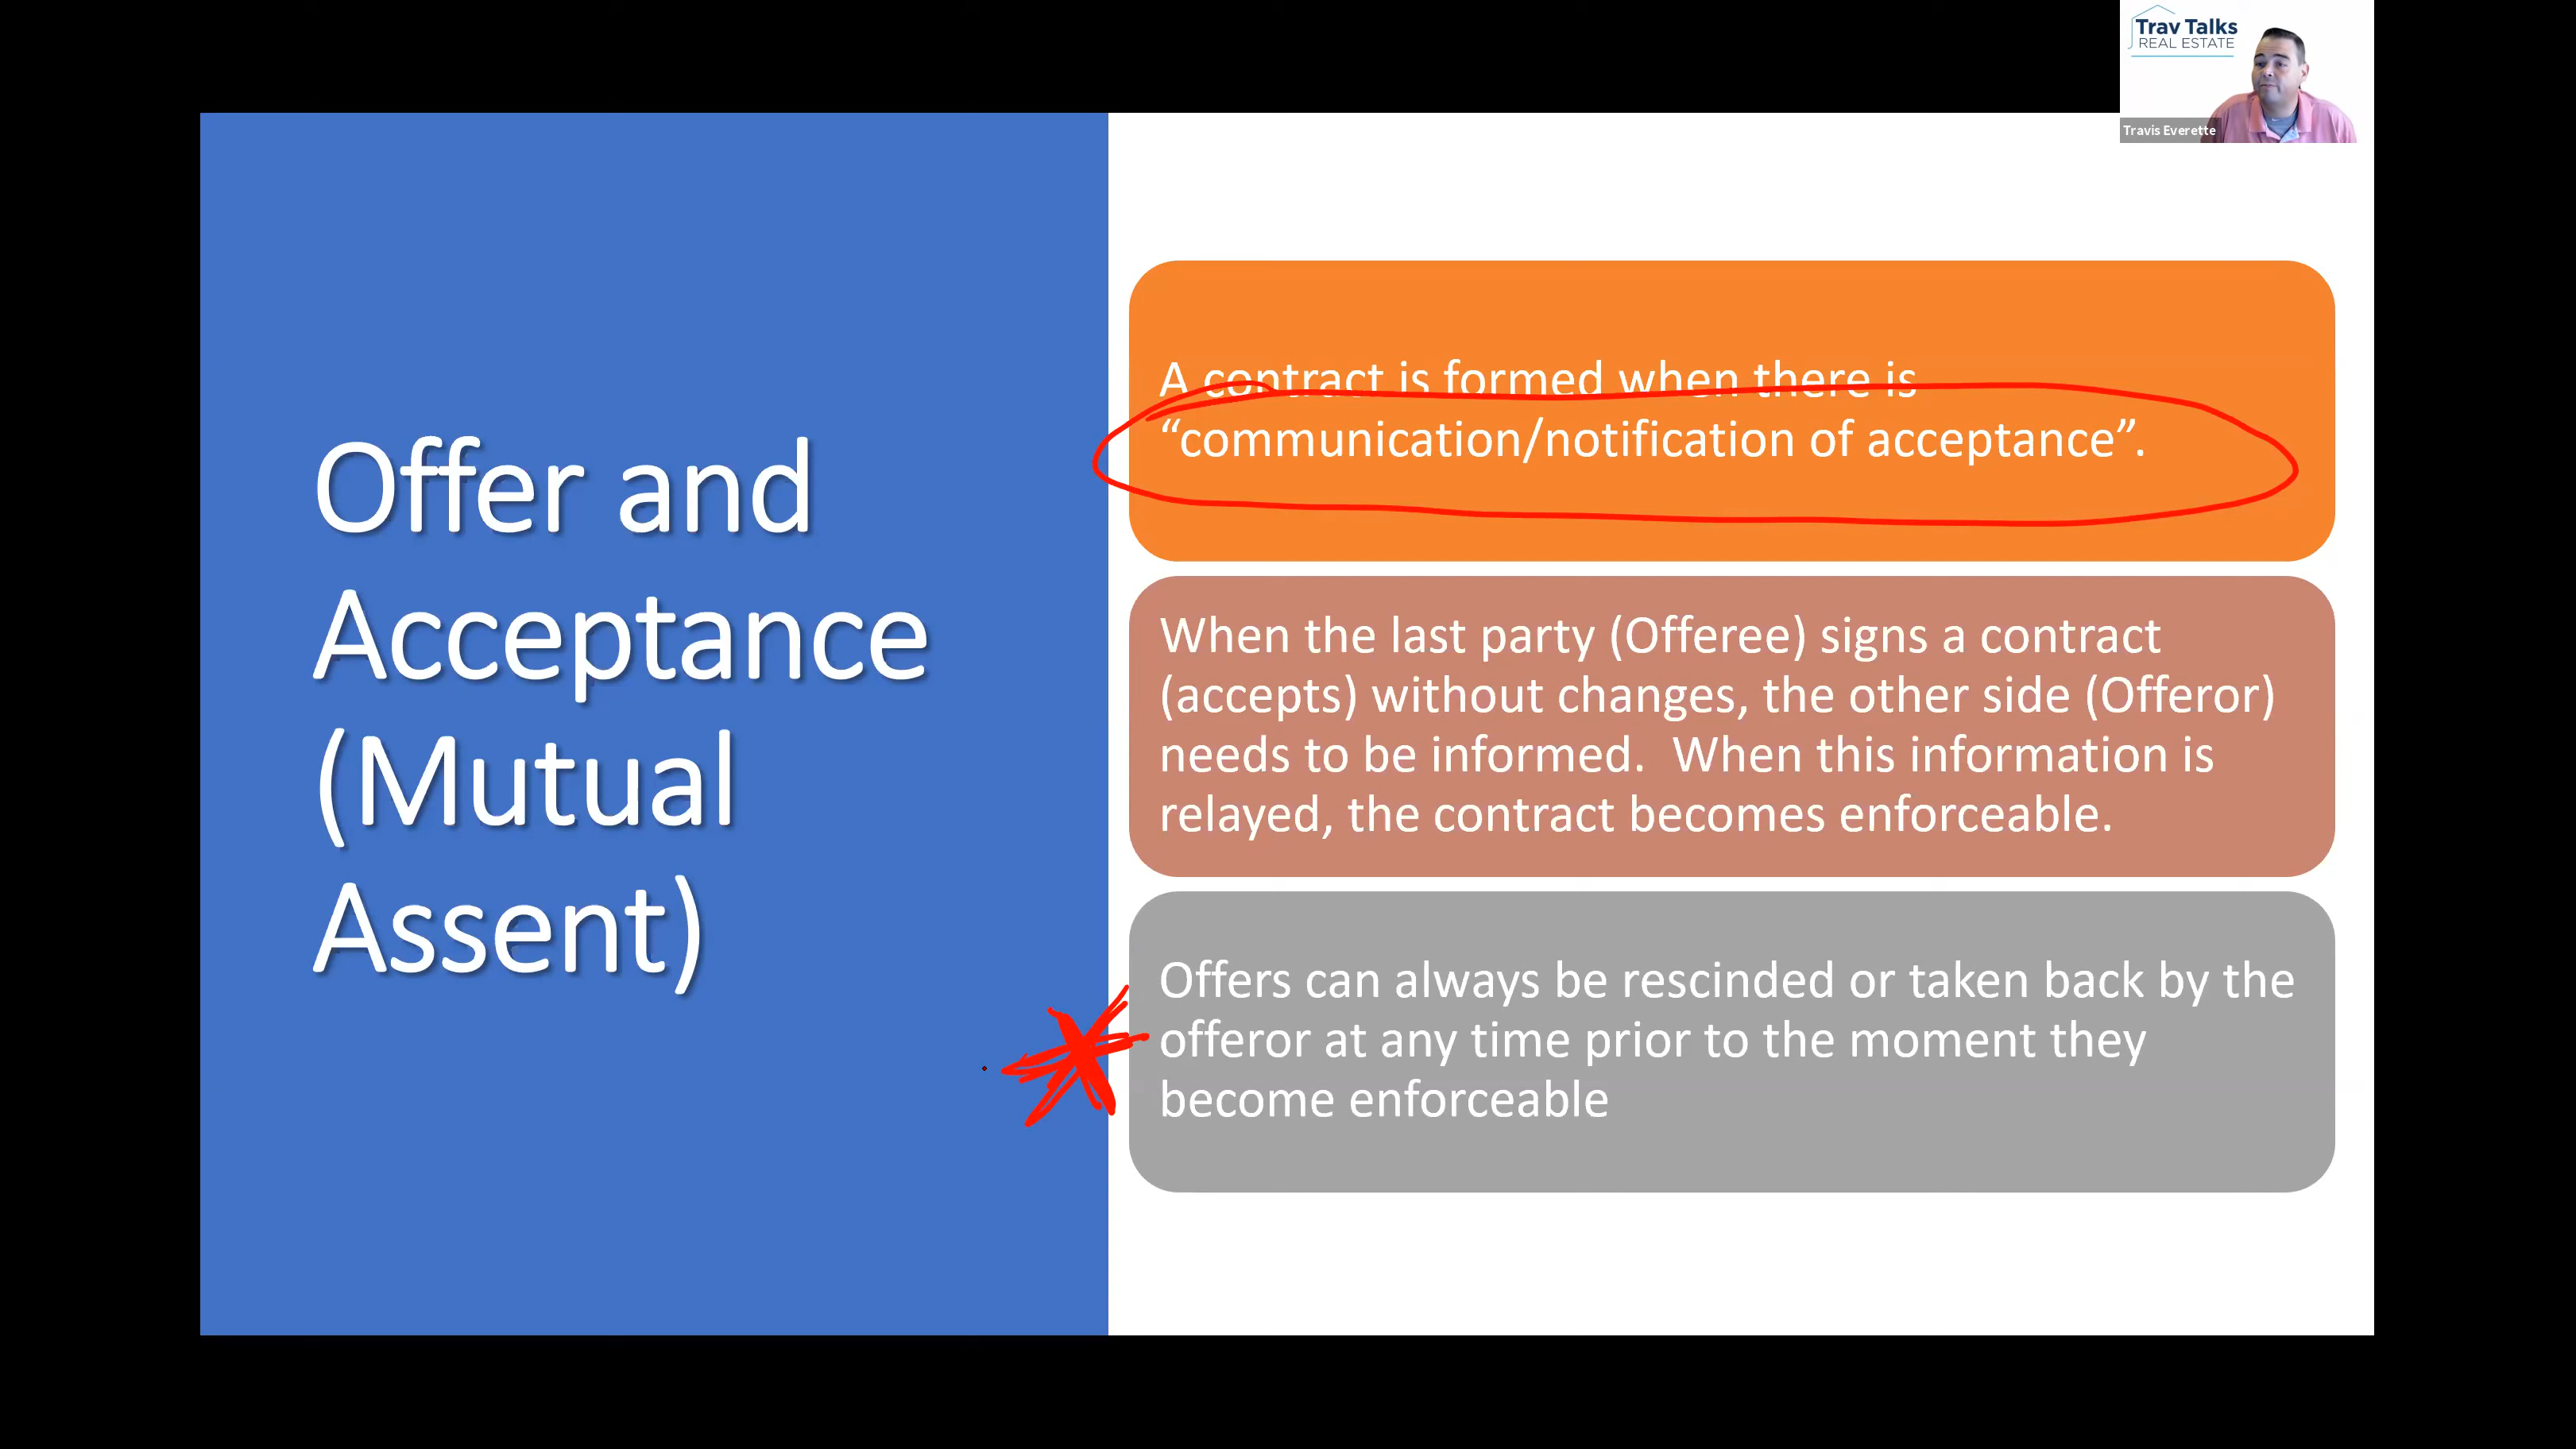 Trav Talks
REAL ESTATE
Travis Everette
Offer and
Acceptance
(Mutual
Assent)
A contract is formed when there is
“communication/notification of acceptance”.
When the last party (Offeree) signs a contract
(accepts) without changes, the other side (Offeror)
needs to be informed.  When this information is
relayed, the contract becomes enforceable.
Offers can always be rescinded or taken back by the
offeror at any time prior to the moment they
become enforceable